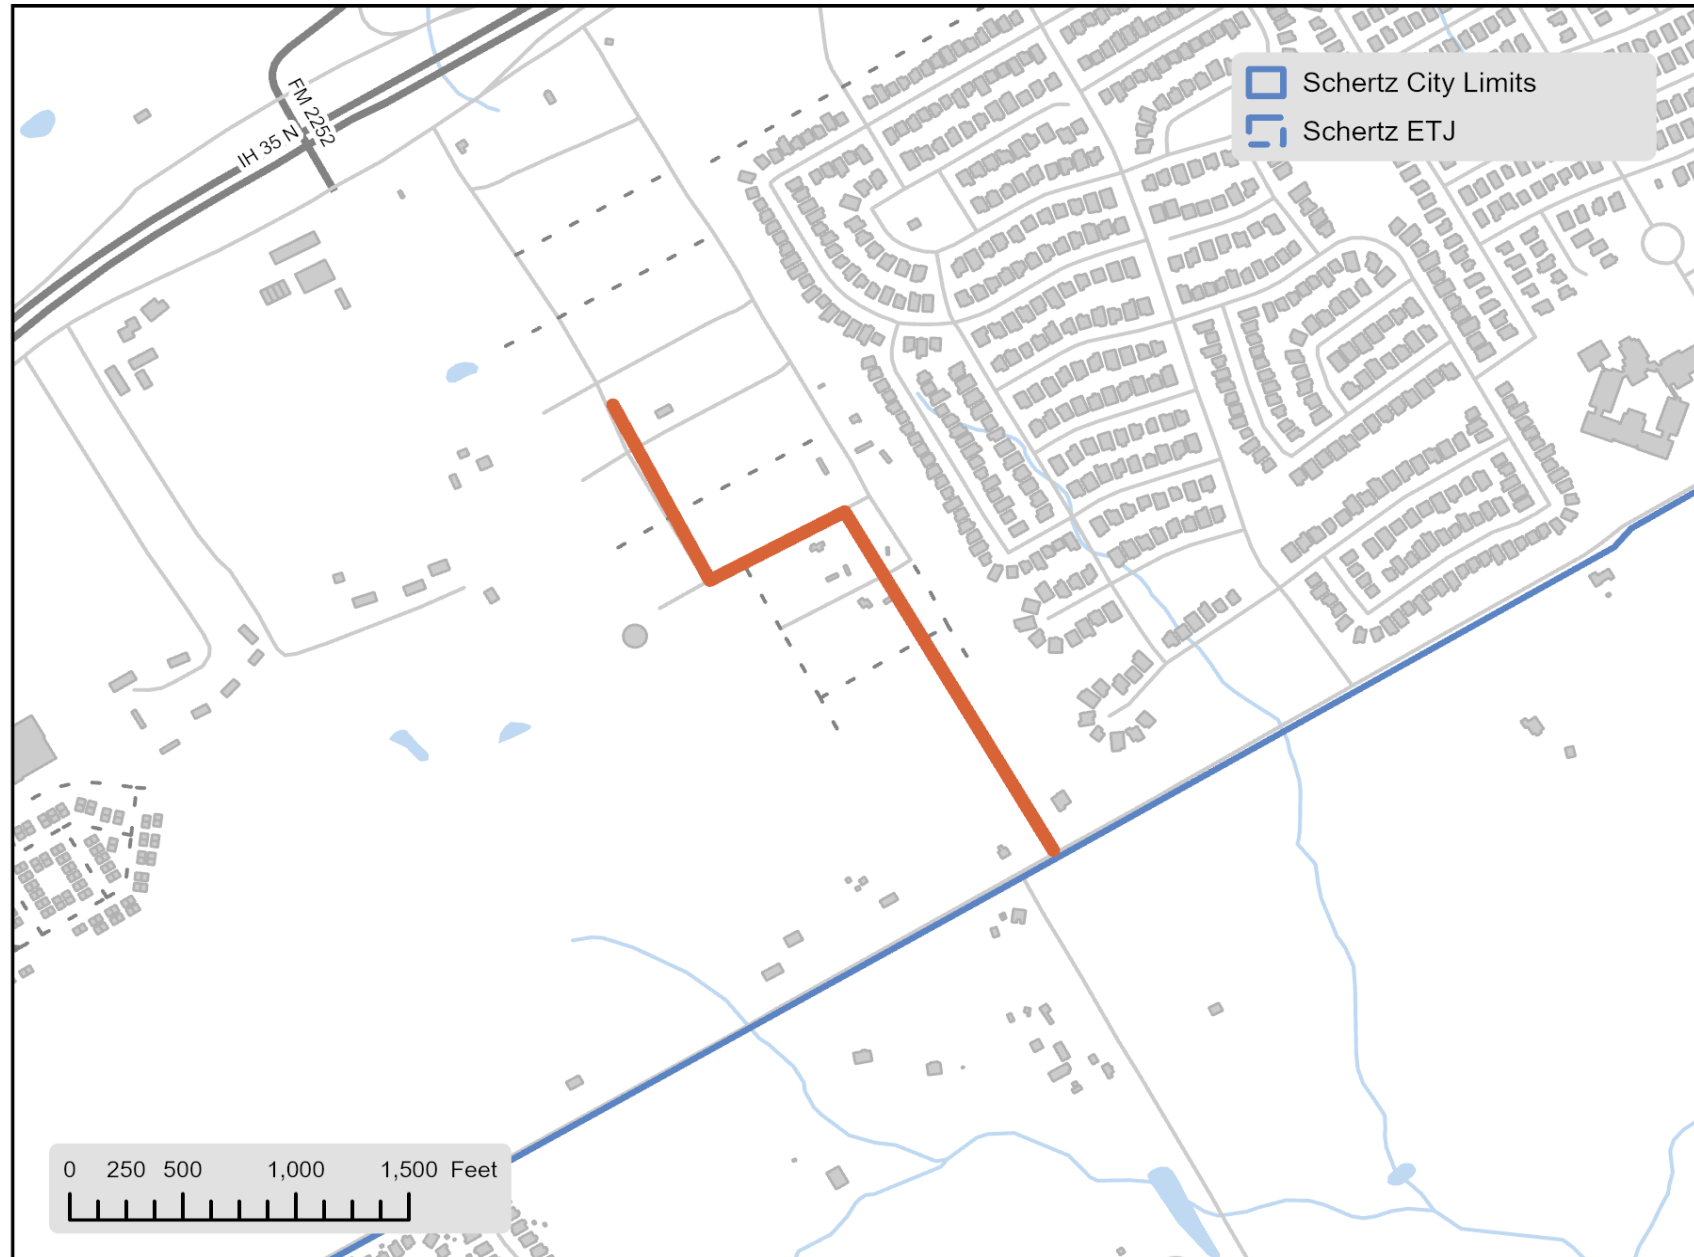 FM 2252
IH 35 N
Schertz City Limits
Schertz ETJ
0 250 500 1,000 1,500 Feet